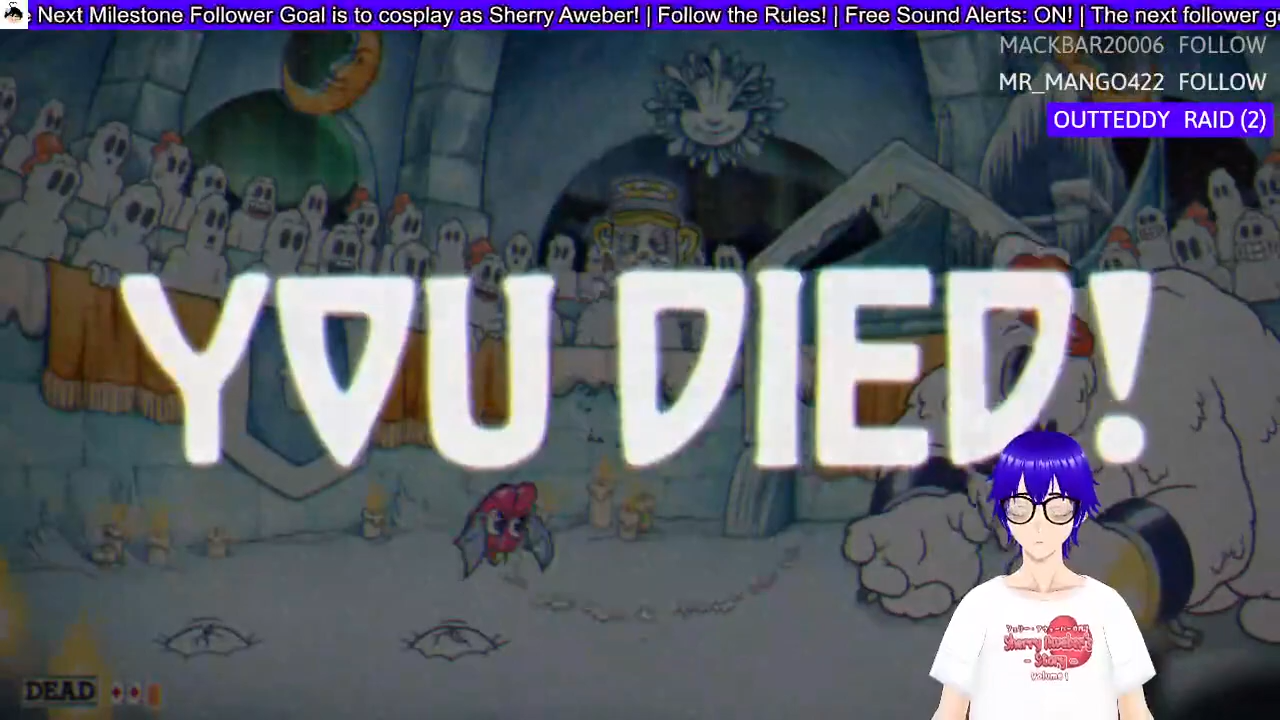 Next Milestone Follower Goal is to cosplay as Sherry Aweber! | Follow the Rules! | Free Sound Alerts: ON! | The next follower
MACKBAR20006 FOLLOW
MR_MANGO422 FOLLOW
OUTTEDDY RAID (2)
YOU DIED!
Sherry Aweber's
- Story -
Volume 1
DEAD